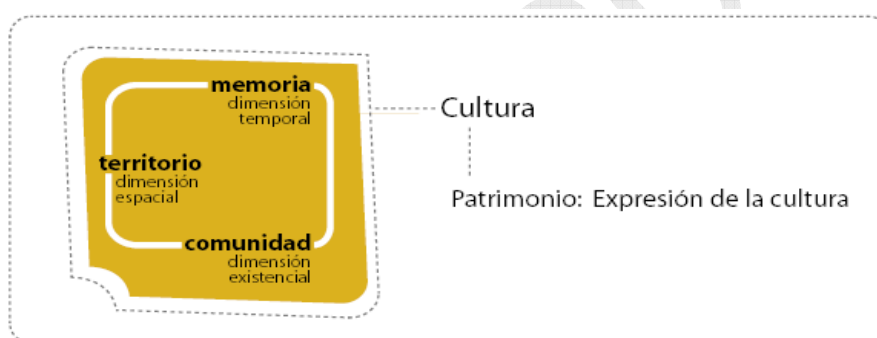 memoria
dimensión
temporal
territorio
dimensión
espacial
comunidad
dimensión
existencial
Cultura
Patrimonio: Expresión de la cultura